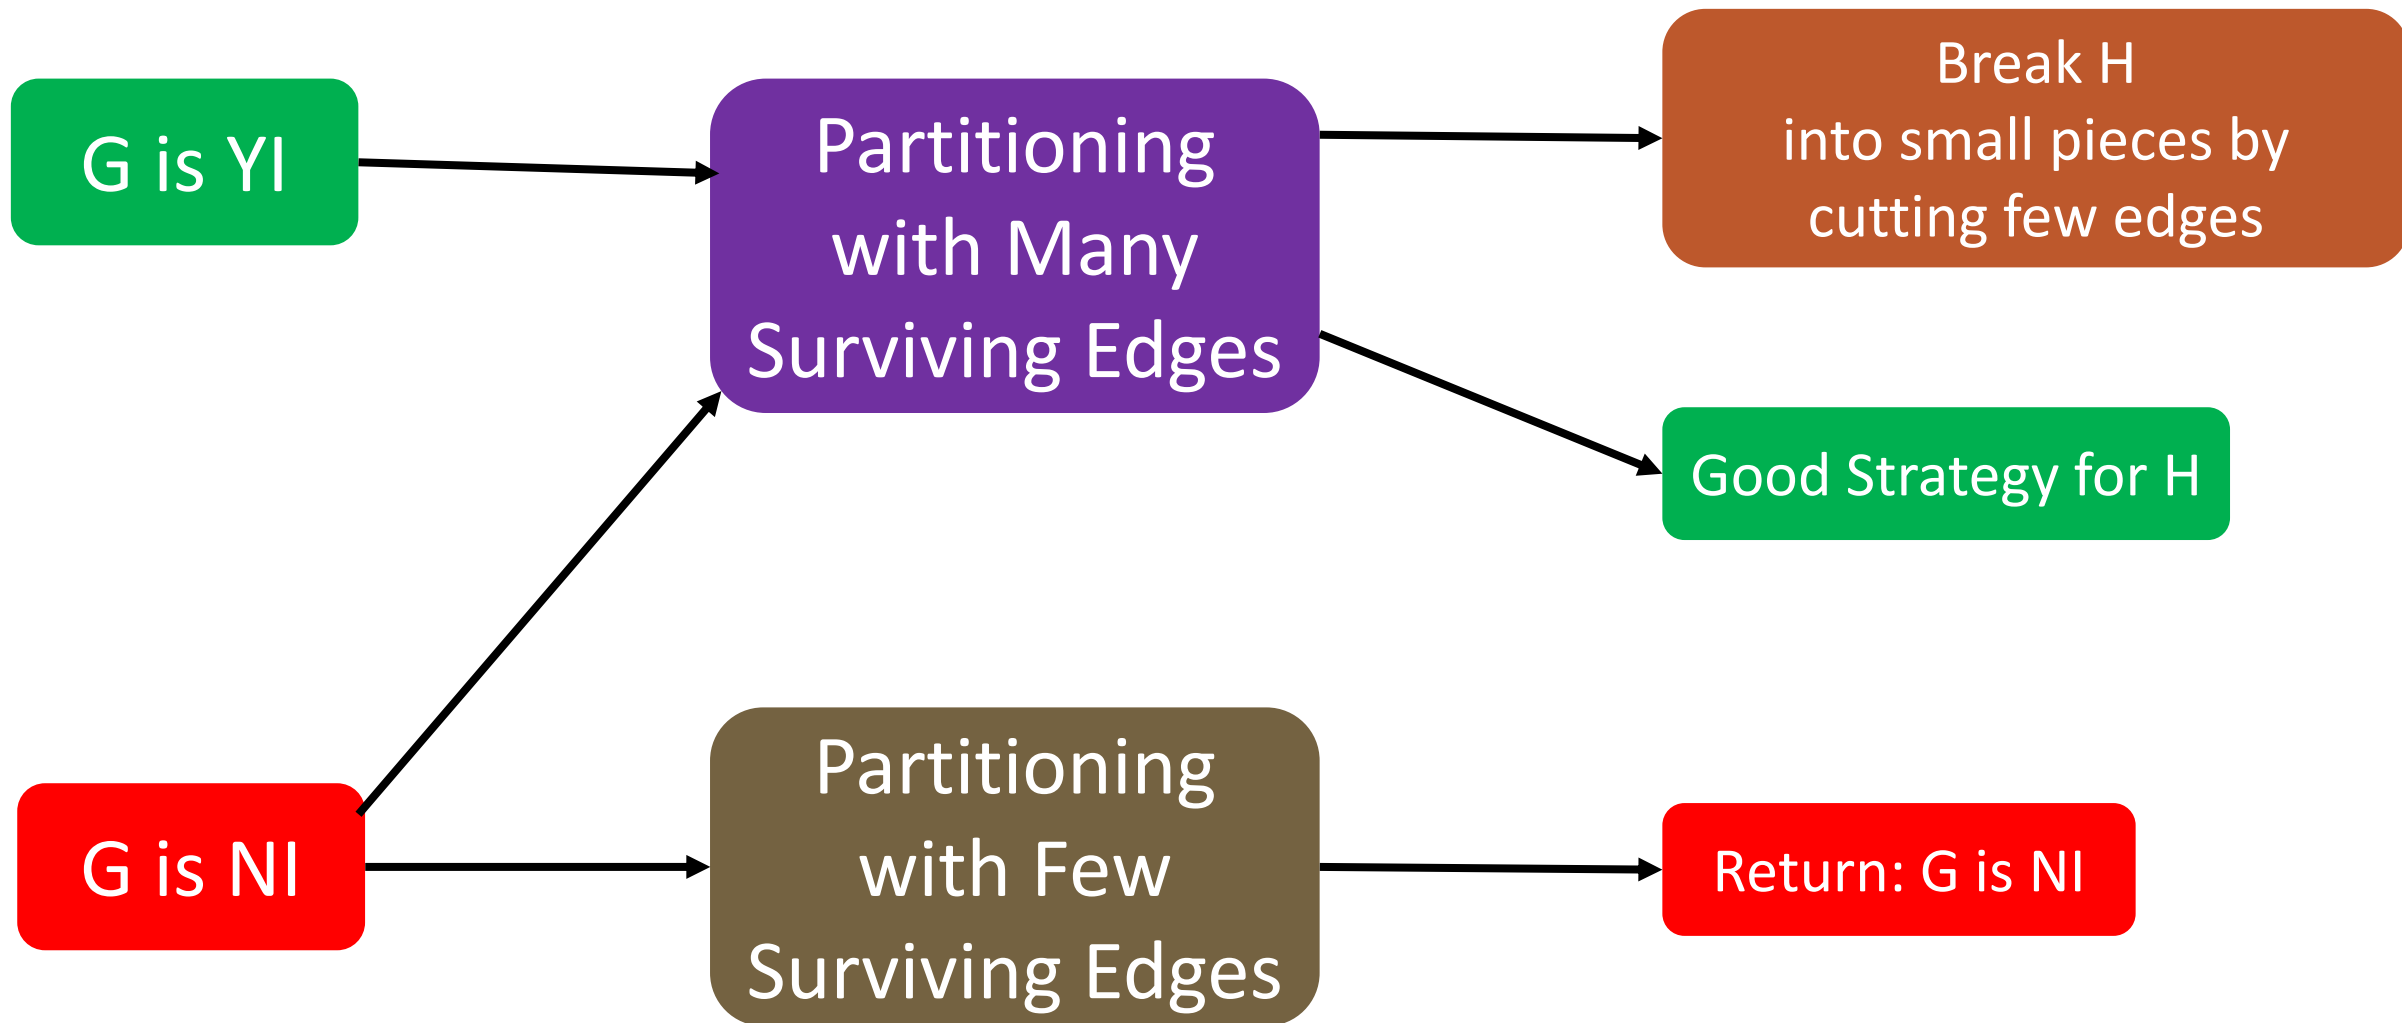 G is YI
Partitioning
with Many
Surviving Edges
Break H
into small pieces by
cutting few edges
Good Strategy for H
G is NI
Partitioning
with Few
Surviving Edges
Return: G is NI